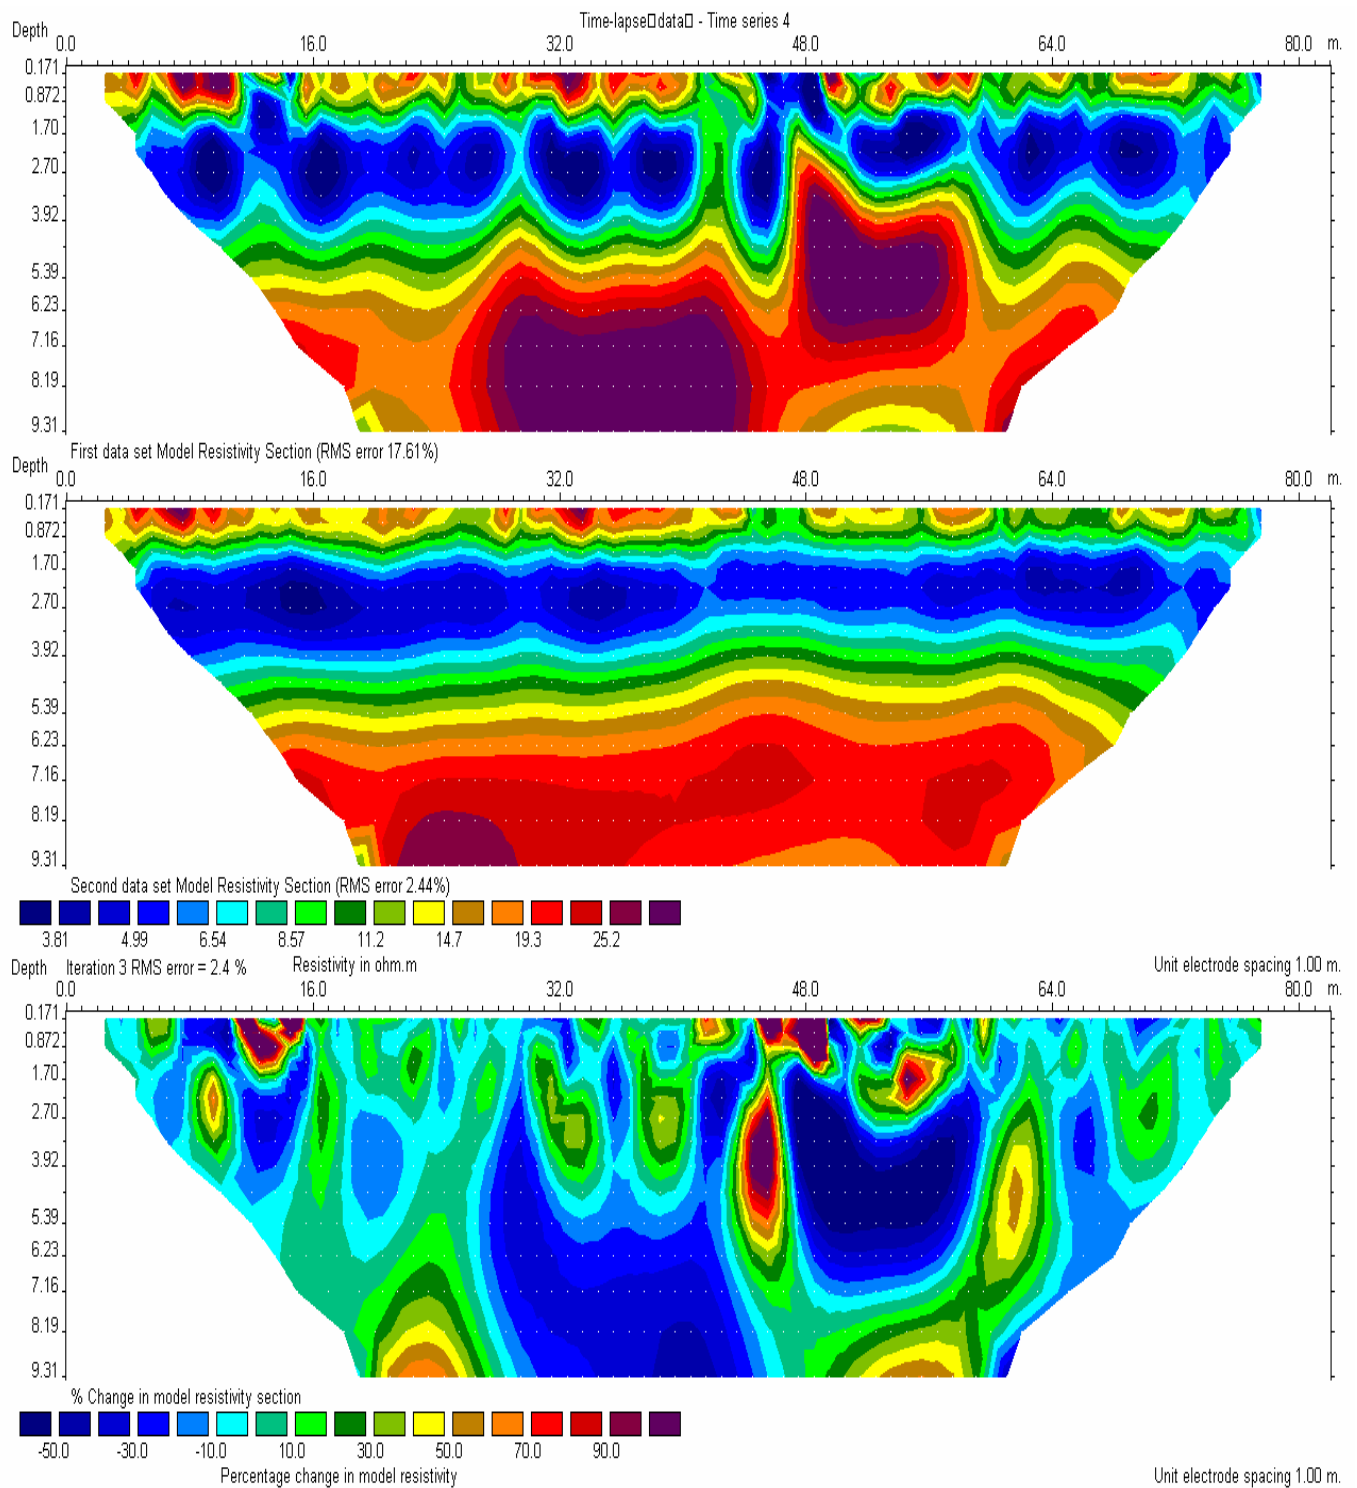 Time-lapse□data□ - Time series 4
Depth
0.0 16.0 32.0 48.0 64.0 80.0 m.
0.171
0.872
1.70
2.70
3.92
5.39
6.23
7.16
8.19
9.31
First data set Model Resistivity Section (RMS error 17.61%)
Depth
0.0 16.0 32.0 48.0 64.0 80.0 m.
0.171
0.872
1.70
2.70
3.92
5.39
6.23
7.16
8.19
9.31
Second data set Model Resistivity Section (RMS error 2.44%)
3.81 4.99 6.54 8.57 11.2 14.7 19.3 25.2
Depth Iteration 3 RMS error = 2.4 % Resistivity in ohm.m Unit electrode spacing 1.00 m.
0.0 16.0 32.0 48.0 64.0 80.0 m.
0.171
0.872
1.70
2.70
3.92
5.39
6.23
7.16
8.19
9.31
% Change in model resistivity section
-50.0 -30.0 -10.0 10.0 30.0 50.0 70.0 90.0
Percentage change in model resistivity Unit electrode spacing 1.00 m.